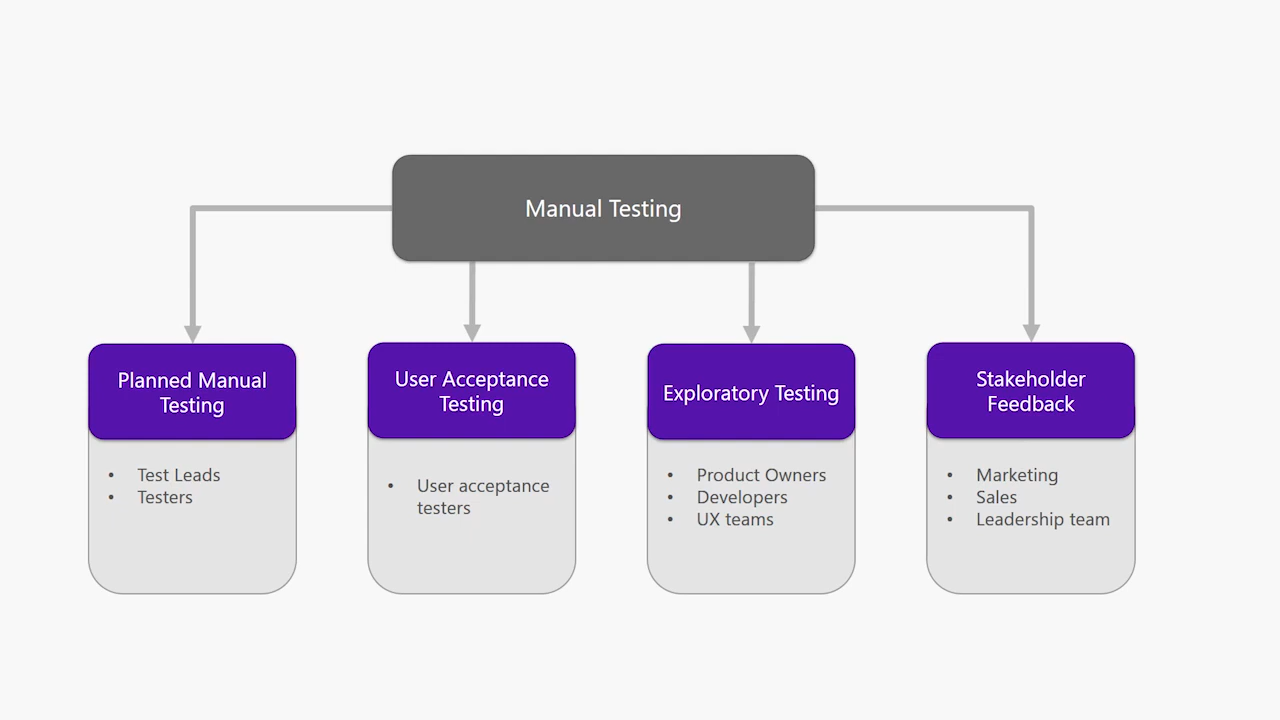 Manual Testing
Planned Manual
Testing
• Test Leads
• Testers
User Acceptance
Testing
• User acceptance
testers
Exploratory Testing
• Product Owners
• Developers
• UX teams
Stakeholder
Feedback
• Marketing
• Sales
• Leadership team